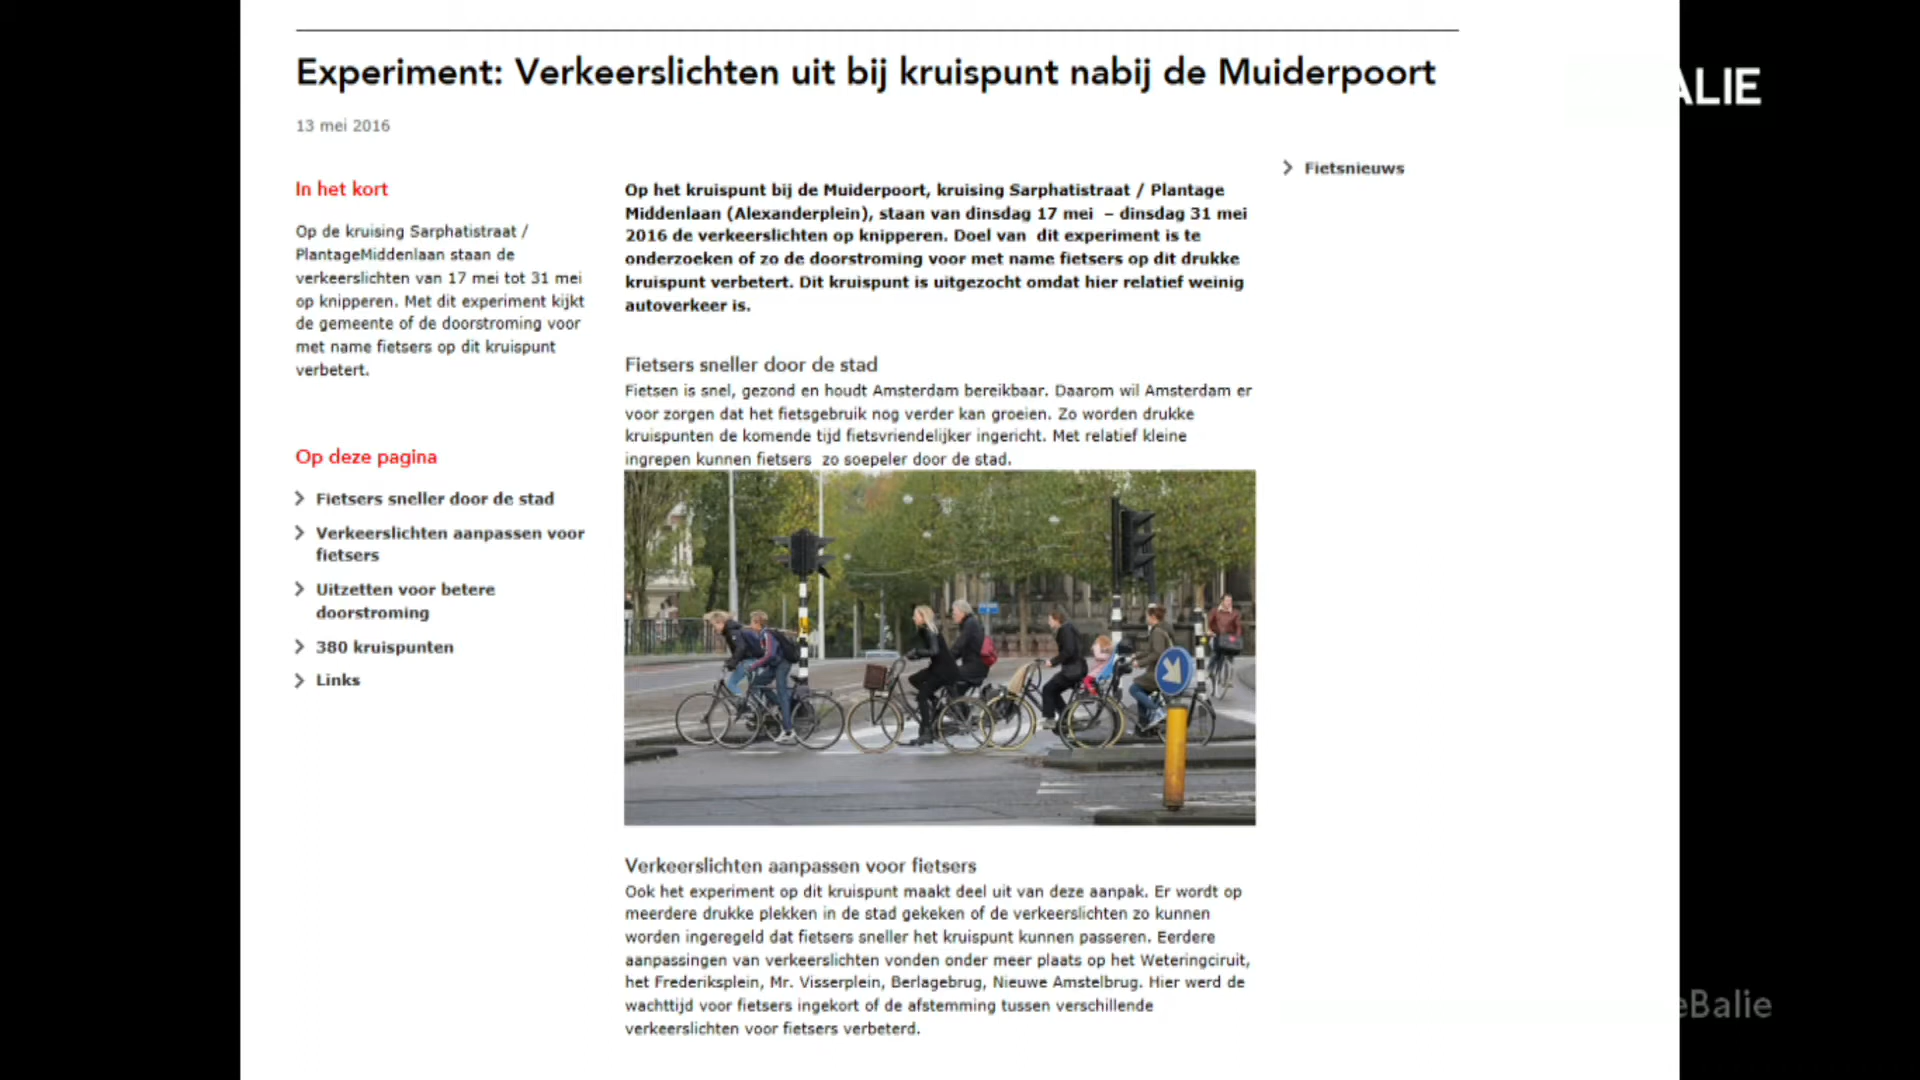 Experiment: Verkeerslichten uit bij kruispunt nabij de Muiderpoort
13 mei 2016
In het kort
Op de kruising Sarphatistraat /
PlantageMiddenlaan staan de
verkeerslichten van 17 mei tot 31 mei
op knipperen. Met dit experiment kijkt
de gemeente of de doorstroming voor
met name fietsers op dit kruispunt
verbetert.
Op deze pagina
Fietsers sneller door de stad
Verkeerslichten aanpassen voor
fietsers
Uitzetten voor betere
doorstroming
380 kruispunten
Links
Op het kruispunt bij de Muiderpoort, kruising Sarphatistraat / Plantage
Middenlaan (Alexanderplein), staan van dinsdag 17 mei – dinsdag 31 mei
2016 de verkeerslichten op knipperen. Doel van dit experiment is te
onderzoeken of zo de doorstroming voor met name fietsers op dit drukke
kruispunt verbetert. Dit kruispunt is uitgezocht omdat hier relatief weinig
autoverkeer is.
Fietsers sneller door de stad
Fietsen is snel, gezond en houdt Amsterdam bereikbaar. Daarom wil Amsterdam er
voor zorgen dat het fietsgebruik nog verder kan groeien. Zo worden drukke
kruispunten de komende tijd fietsvriendelijker ingericht. Met relatief kleine
ingrepen kunnen fietsers zo soepeler door de stad.
Verkeerslichten aanpassen voor fietsers
Ook het experiment op dit kruispunt maakt deel uit van deze aanpak. Er wordt op
meerdere drukke plekken in de stad gekeken of de verkeerslichten zo kunnen
worden ingeregeld dat fietsers sneller het kruispunt kunnen passeren. Eerdere
aanpassingen van verkeerslichten vonden onder meer plaats op het Weteringciruit,
het Frederiksplein, Mr. Visserplein, Berlagebrug, Nieuwe Amstelbrug. Hier werd de
wachttijd voor fietsers ingekort of de afstemming tussen verschillende
verkeerslichten voor fietsers verbeterd.
Fietsnieuws
ALIE
eBalie